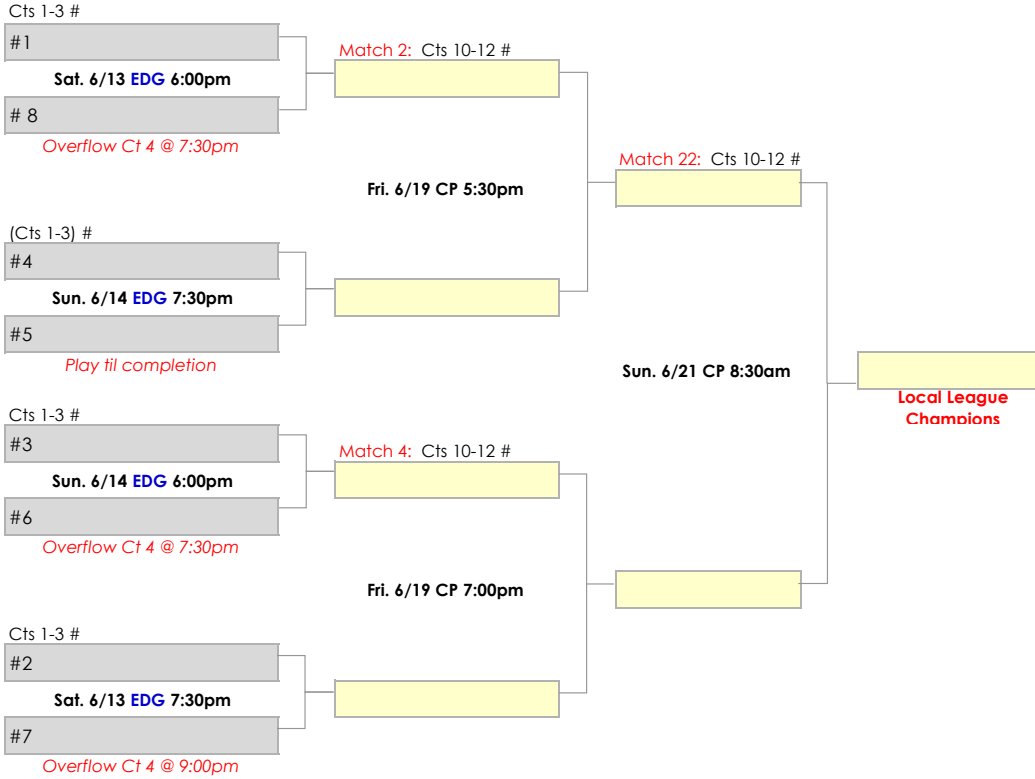 Cts 1-3 #
#1
Sat. 6/13 EDG 6:00pm
# 8
Overflow Ct 4 @ 7:30pm
Match 2: Cts 10-12 #
Fri. 6/19 CP 5:30pm
(Cts 1-3) #
#4
Sun. 6/14 EDG 7:30pm
#5
Play til completion
Match 22: Cts 10-12 #
Sun. 6/21 CP 8:30am
Local League
Champions
Cts 1-3 #
#3
Sun. 6/14 EDG 6:00pm
#6
Overflow Ct 4 @ 7:30pm
Match 4: Cts 10-12 #
Fri. 6/19 CP 7:00pm
Cts 1-3 #
#2
Sat. 6/13 EDG 7:30pm
#7
Overflow Ct 4 @ 9:00pm